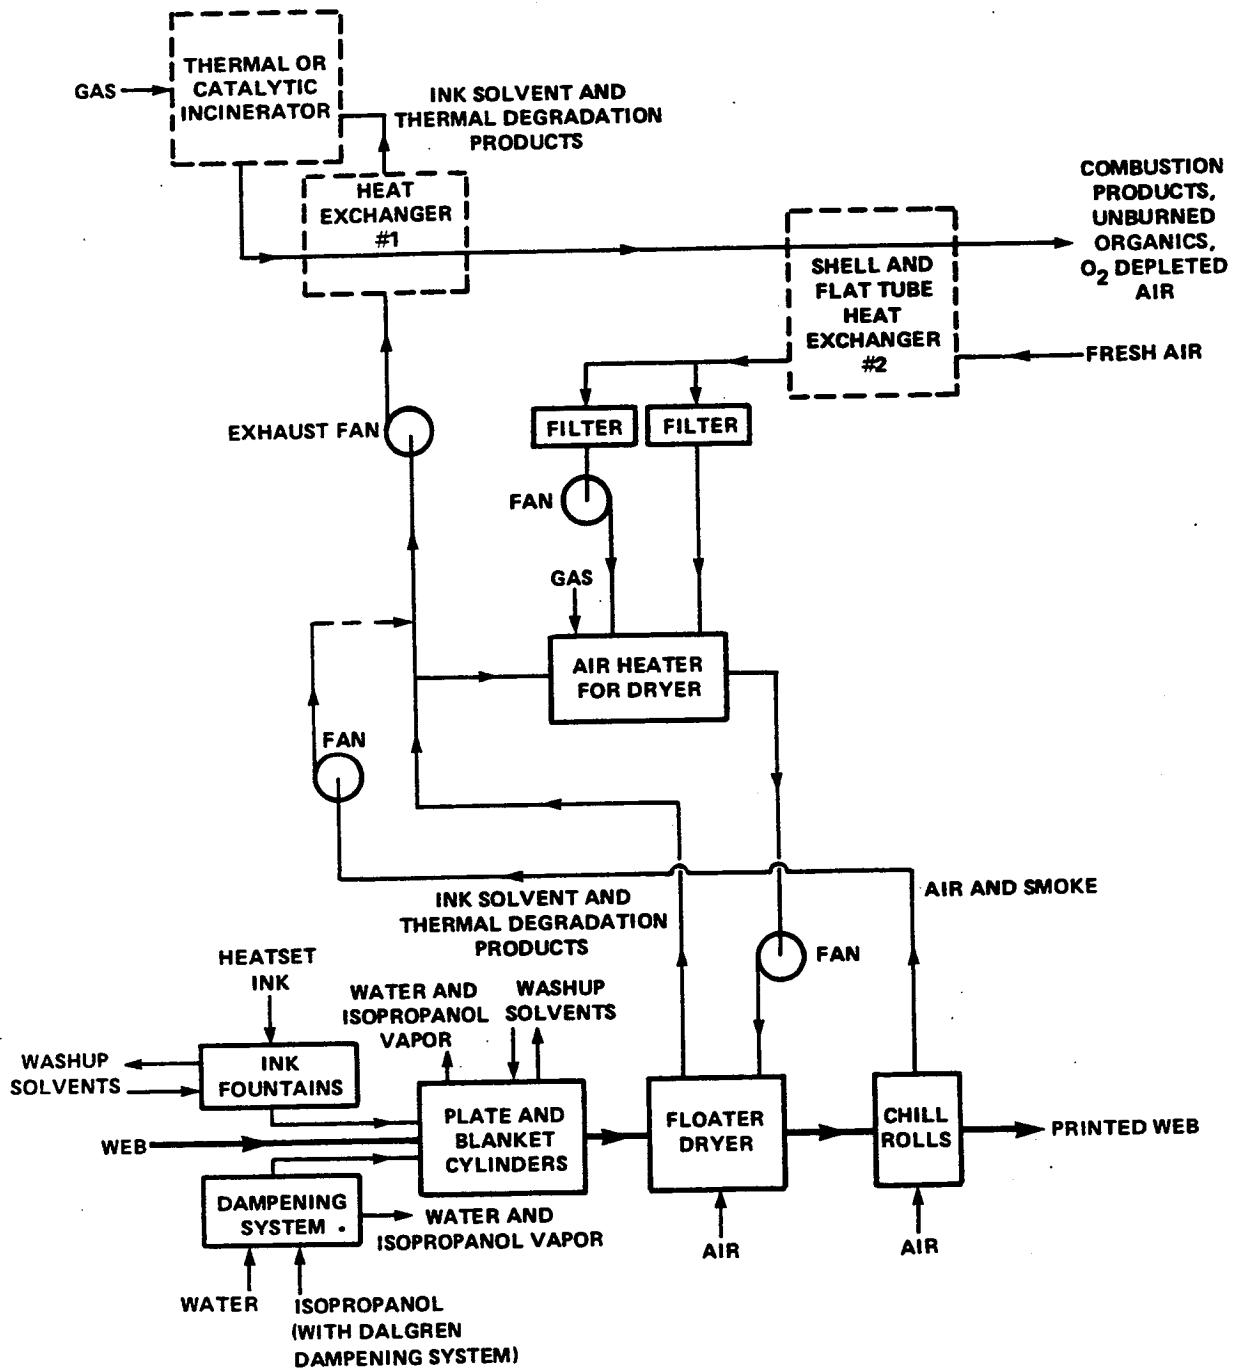 THERMAL OR
CATALYTIC
INCINERATOR
GAS
INK SOLVENT AND
THERMAL DEGRADATION
PRODUCTS
HEAT
EXCHANGER
#1
COMBUSTION
PRODUCTS,
UNBURNED
ORGANICS,
O2 DEPLETED
AIR
SHELL AND
FLAT TUBE
HEAT
EXCHANGER
#2
FRESH AIR
EXHAUST FAN
FILTER
FILTER
FAN
GAS
AIR HEATER
FOR DRYER
FAN
AIR AND SMOKE
INK SOLVENT AND
THERMAL DEGRADATION
PRODUCTS
FAN
HEATSET
INK
WATER AND
ISOPROPANOL
VAPOR
WASHUP
SOLVENTS
WASHUP
SOLVENTS
INK
FOUNTAINS
PLATE AND
BLANKET
CYLINDERS
FLOATER
DRYER
CHILL
ROLLS
WEB
PRINTED WEB
DAMPENING
SYSTEM
WATER AND
ISOPROPANOL VAPOR
AIR
AIR
WATER
ISOPROPANOL
(WITH DALGREN
DAMPENING SYSTEM)